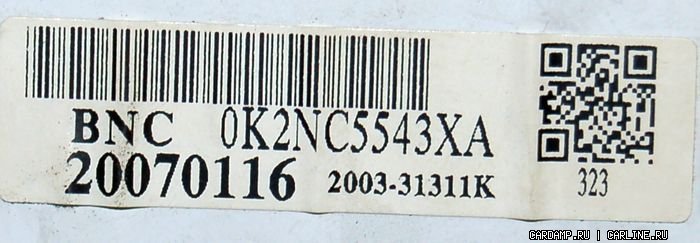 BNC 0K2NC5543XA
20070116 2003-31311K
323
CARDAMP.RU | CARLINE.RU